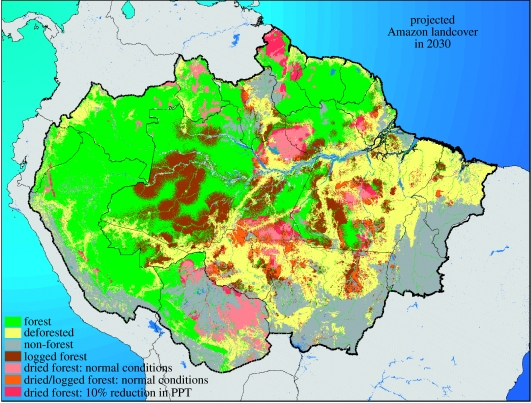 projected
Amazon landcover
in 2030
forest
deforested
non-forest
logged forest
dried forest: normal conditions
dried/logged forest: normal conditions
dried forest: 10% reduction in PPT